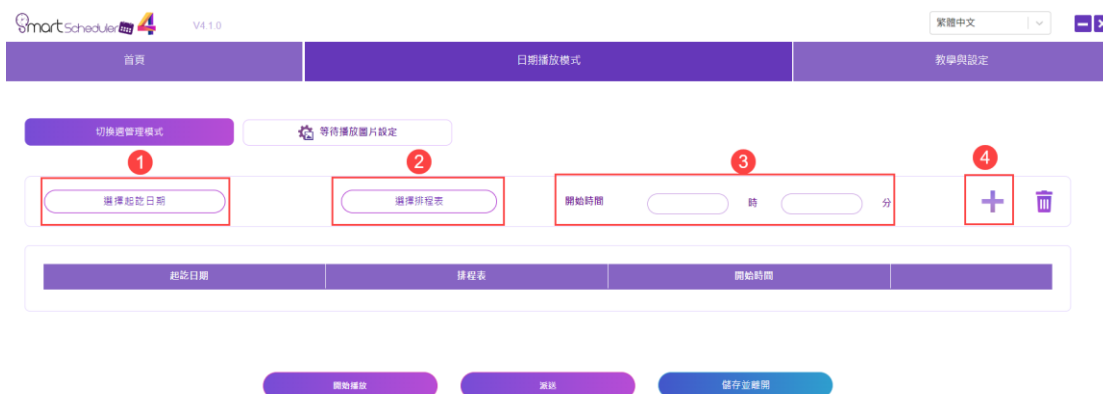 Smart Scheduler 4 V4.1.0 繁體中文
首頁 日期播放模式 教學與設定
切換週管理模式 等待播放圖片設定
1 2 3 4
選擇起訖日期 選擇排程表 開始時間 時 分
起訖日期 排程表 開始時間
開始播放 派送 儲存並離開